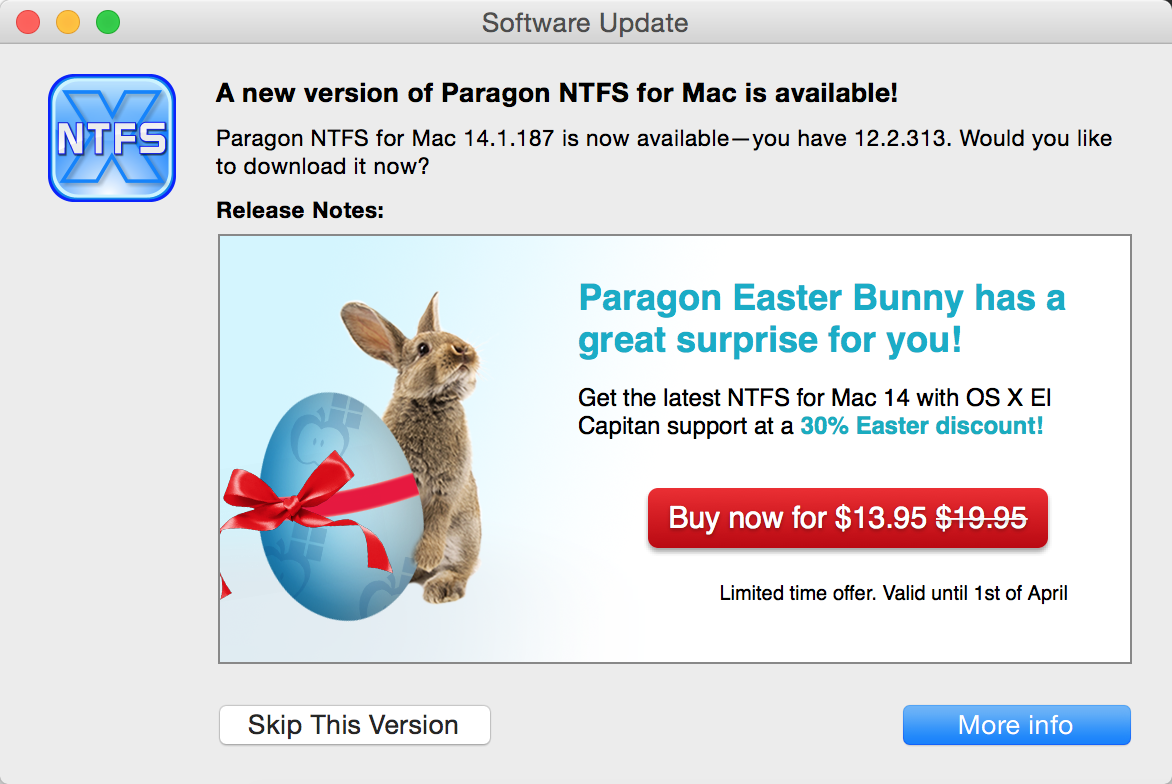 Software Update
NTFS
A new version of Paragon NTFS for Mac is available!
Paragon NTFS for Mac 14.1.187 is now available—you have 12.2.313. Would you like
to download it now?
Release Notes:
Paragon Easter Bunny has a
great surprise for you!
Get the latest NTFS for Mac 14 with OS X El
Capitan support at a 30% Easter discount!
Buy now for $13.95 $19.95
Limited time offer. Valid until 1st of April
Skip This Version
More info